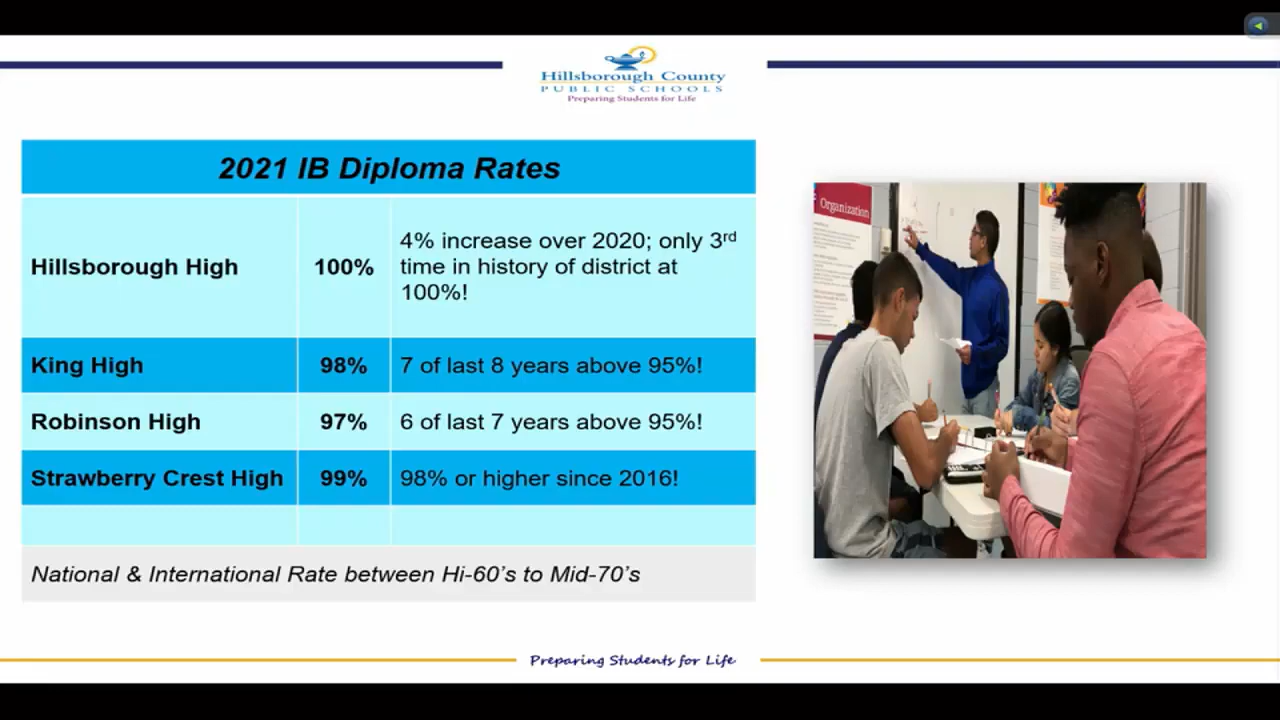 Hillsborough County
PUBLIC SCHOOLS
Preparing Students for Life
2021 IB Diploma Rates
Hillsborough High 100% 4% increase over 2020; only 3rd
time in history of district at
100%!
King High 98% 7 of last 8 years above 95%!
Robinson High 97% 6 of last 7 years above 95%!
Strawberry Crest High 99% 98% or higher since 2016!
National & International Rate between Hi-60's to Mid-70's
Organization
Preparing Students for Life